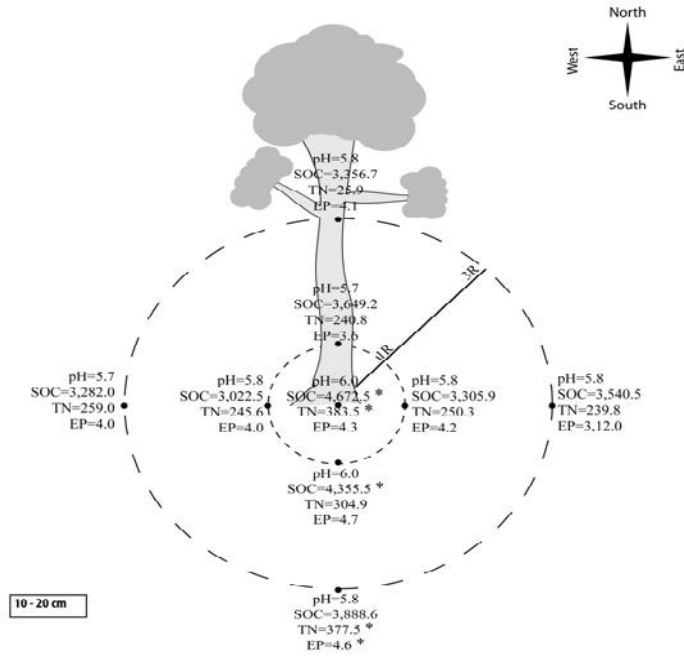 North
West
East
South
pH=5.8
SOC=3,356.7
TN=25.9
EP=4.1
3R
pH=5.7
SOC=3,649.2
TN=240.8
EP=3.6
1R
pH=5.7
SOC=3,282.0
TN=259.0
EP=4.0
pH=5.8
SOC=3,022.5
TN=245.6
EP=4.0
pH=6.0
SOC=4,672.5 *
TN=383.5 *
EP=4.3
pH=5.8
SOC=3,305.9
TN=250.3
EP=4.2
pH=5.8
SOC=3,540.5
TN=239.8
EP=3,12.0
pH=6.0
SOC=4,355.5 *
TN=304.9
EP=4.7
10 - 20 cm
pH=5.8
SOC=3,888.6
TN=377.5 *
EP=4.6 *